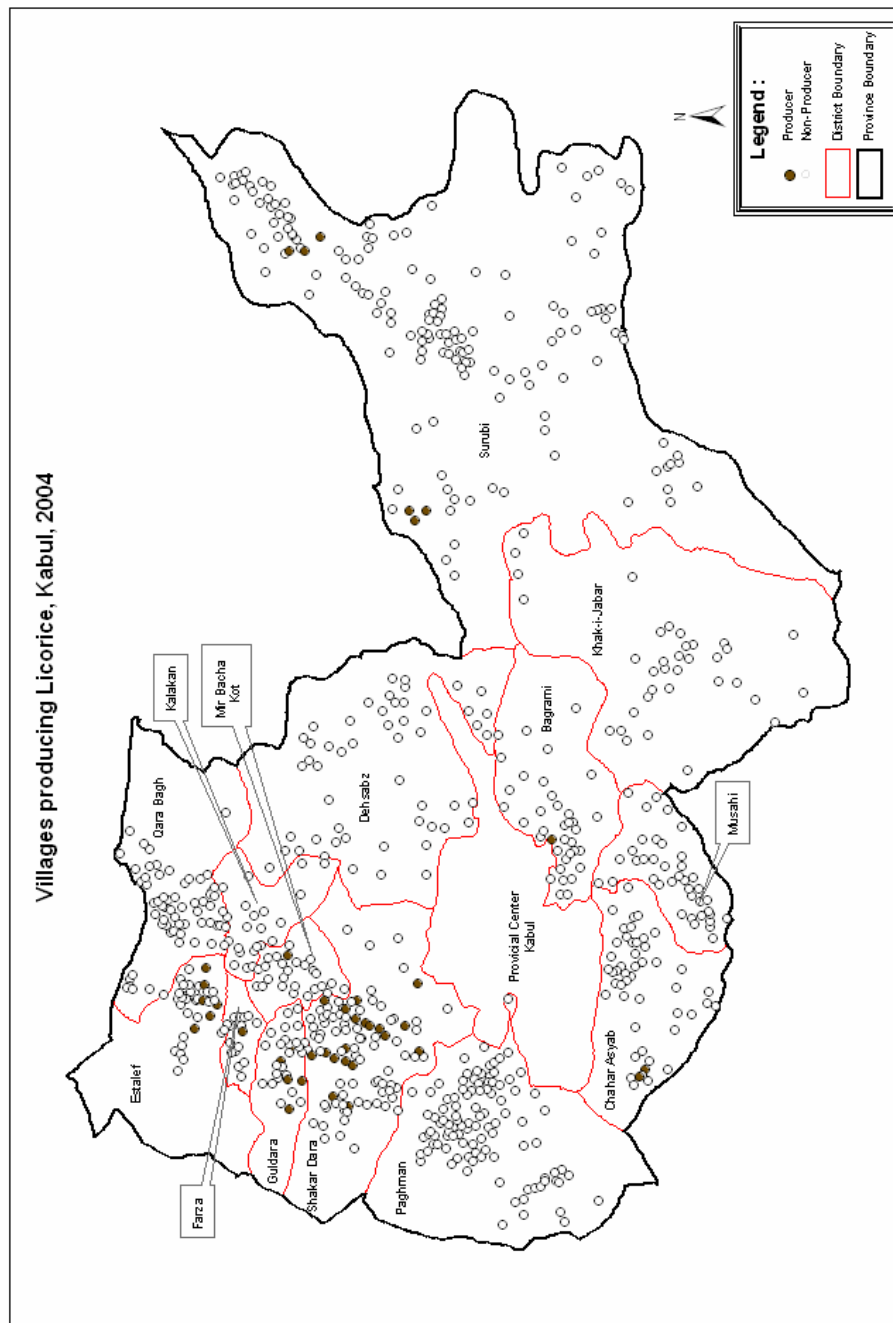 Villages producing Licorice, Kabul, 2004
Kalakan
Mir Bacha
Kot
Qara Bagh
Estalef
Farza
Guldara
Shakar Dara
Paghman
Dehsabz
Provicial Center
Kabul
Bagrami
Khak-i-Jabar
Surubi
Chahar Asyab
Musahi
N
Legend :
Producer
Non-Producer
District Boundary
Province Boundary